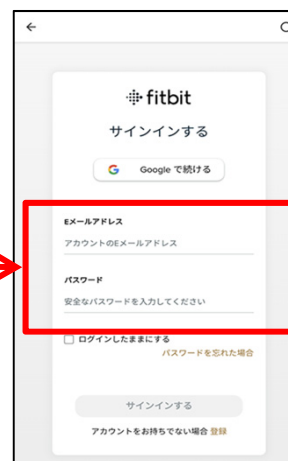 fitbit
サインインする
Google で続ける
Eメールアドレス
アカウントのEメールアドレス
パスワード
安全なパスワードを入力してください
ログインしたままにする
パスワードを忘れた場合
サインインする
アカウントをお持ちでない場合 登録